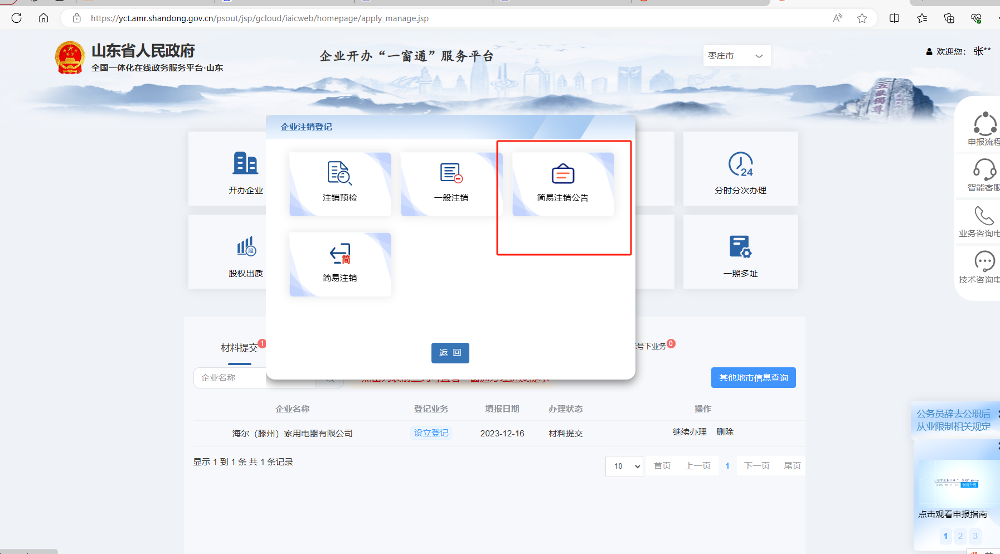 https://yct.amr.shandong.gov.cn/psout/jsp/gcloud/iaicweb/homepage/apply_manage.jsp
山东省人民政府
全国一体化在线政务服务平台·山东
企业开办“一窗通”服务平台
枣庄市
欢迎您： 张**
五嶽獨尊
企业注销登记
注销预检
一般注销
简易注销公告
简
简易注销
返 回
开办企业
24
分时分次办理
股
股权出质
一照多址
申报流程
智能客服
业务咨询电
技术咨询电
材料提交 1
号下业务 0
企业名称
其他地市信息查询
企业名称 登记业务 填报日期 办理状态 操作
海尔（滕州）家用电器有限公司 设立登记 2023-12-16 材料提交 继续办理 删除
显示 1 到 1 条 共 1 条记录
10 首页 上一页 1 下一页 尾页
公务员辞去公职后
从业限制相关规定
点击观看申报指南
1 2 3